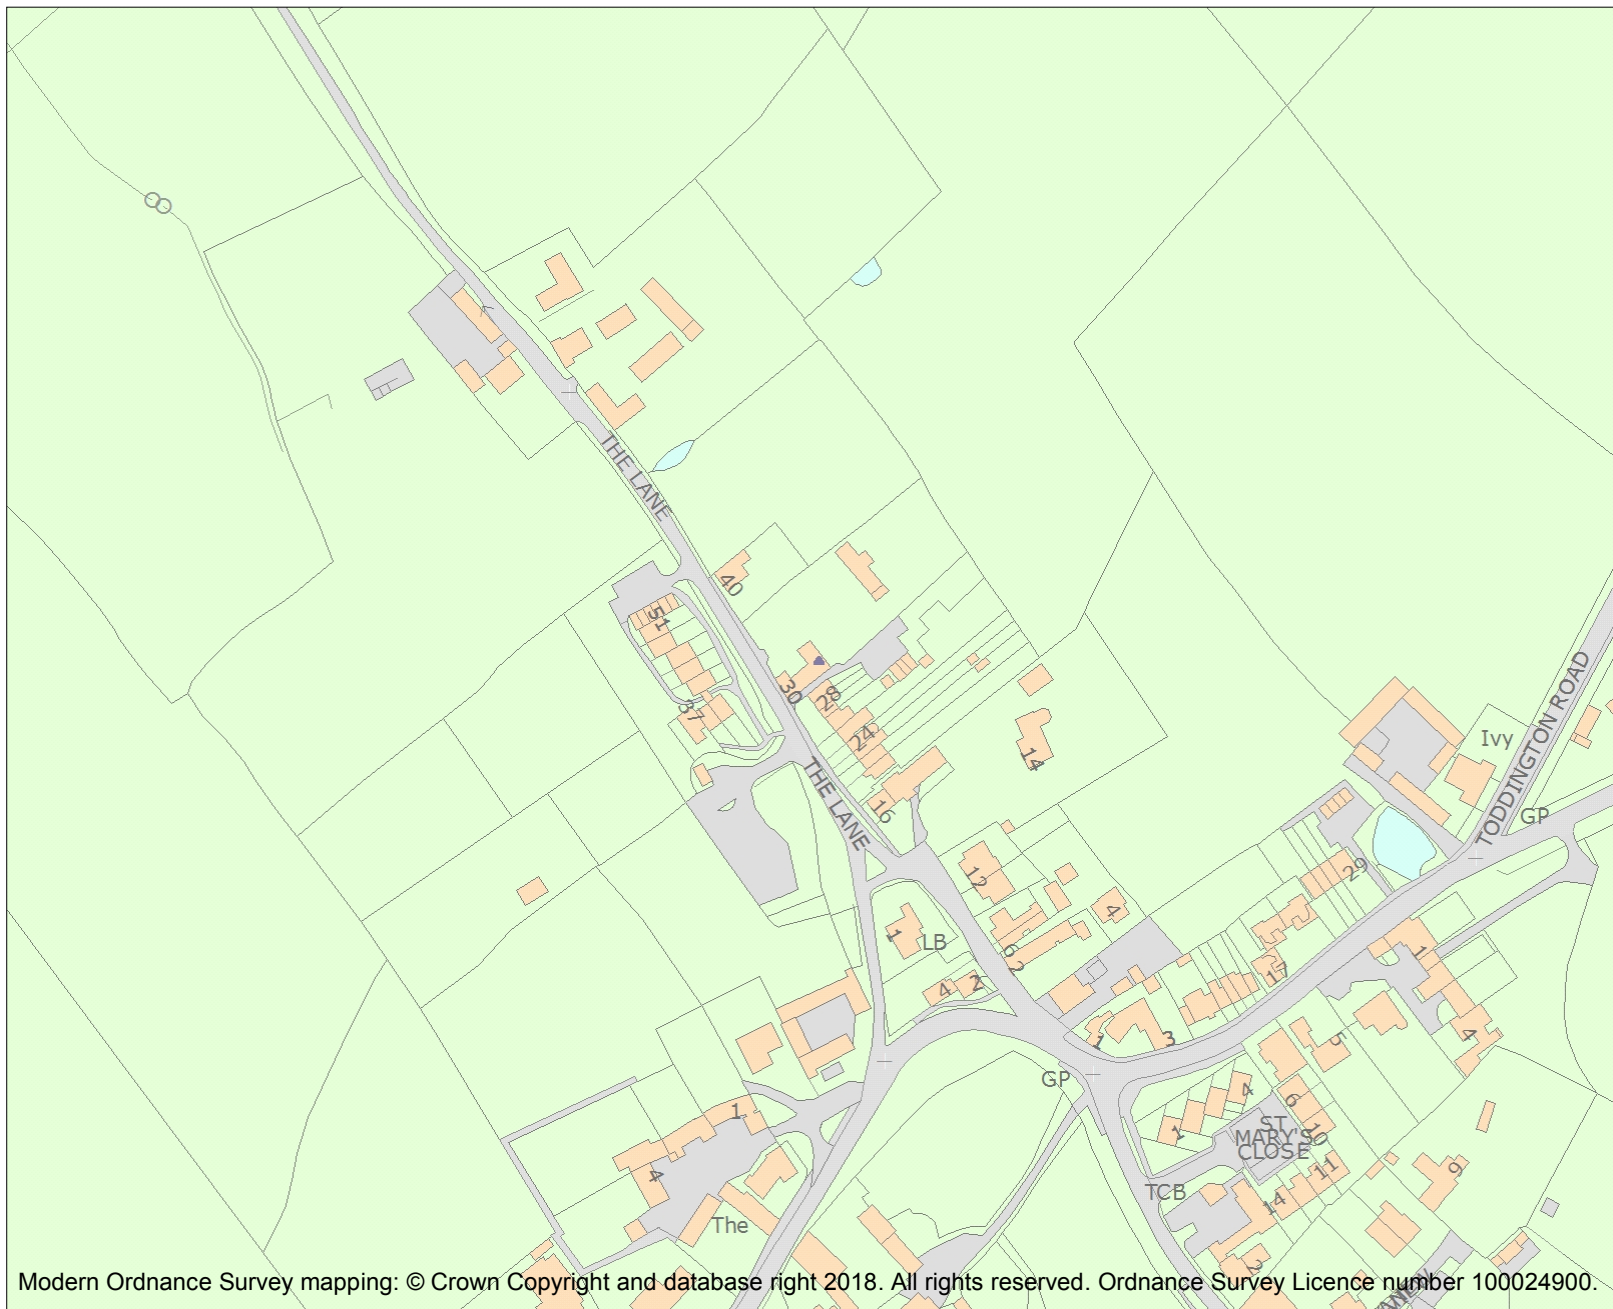 THE LANE
40
51
30
28
37
24
14
Ivy
TODDINGTON ROAD
GP
THE LANE
16
12
29
4
1
LB
6
2
1
4
2
17
1
3
5
4
GP
4
6
1
1
ST
MARY'S
10
CLOSE
4
11
9
TCB
14
The
2
Modern Ordnance Survey mapping: © Crown Copyright and database right 2018. All rights reserved. Ordnance Survey Licence number 100024900.